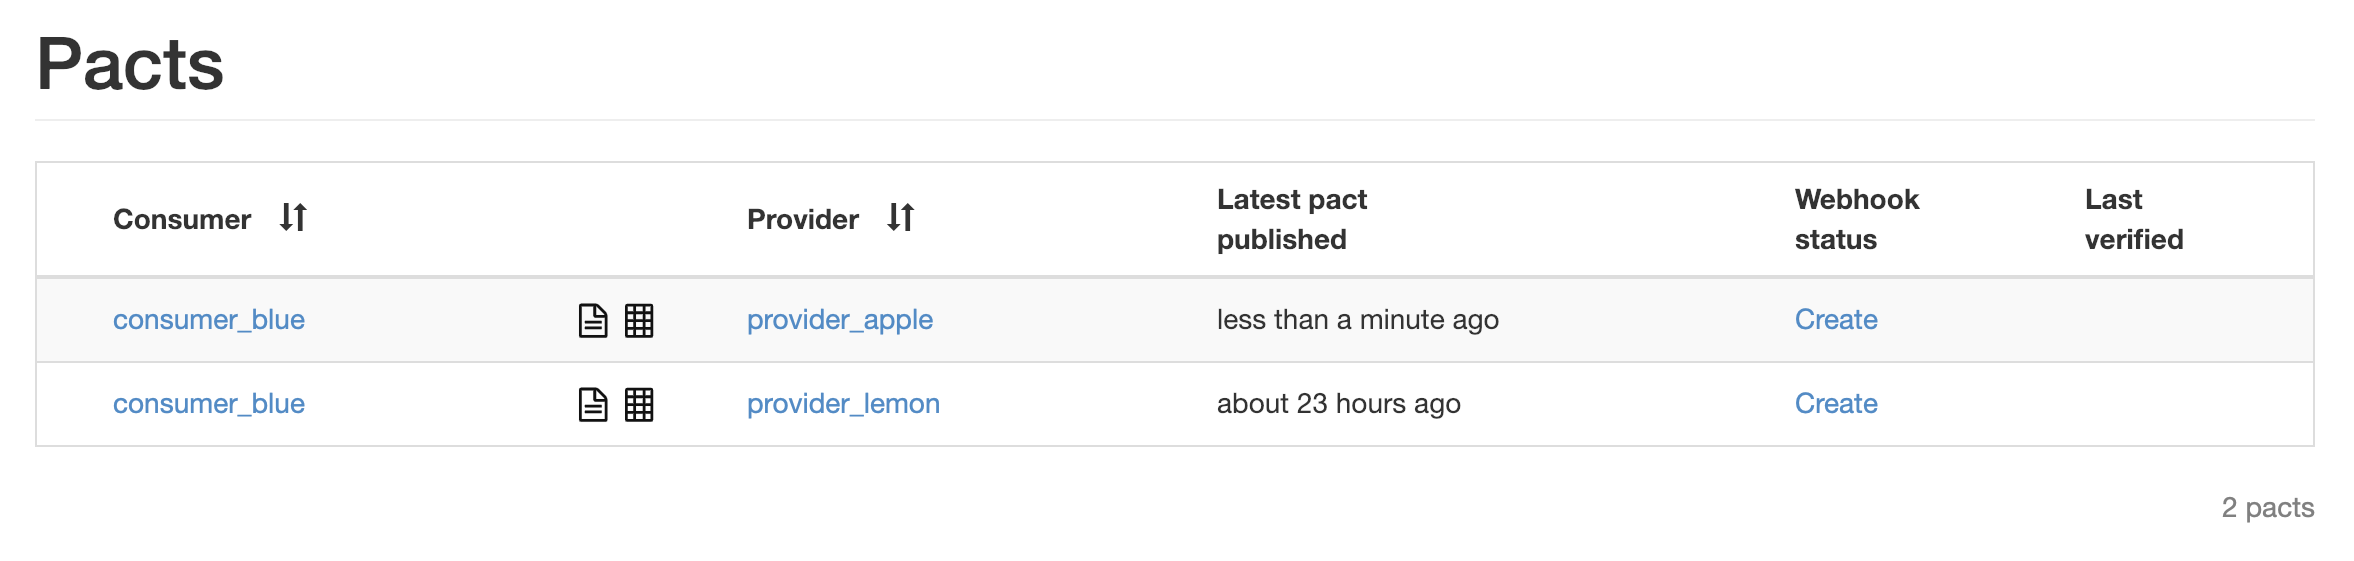 Pacts
Consumer Provider Latest pact published Webhook status Last verified
consumer_blue provider_apple less than a minute ago Create
consumer_blue provider_lemon about 23 hours ago Create
2 pacts